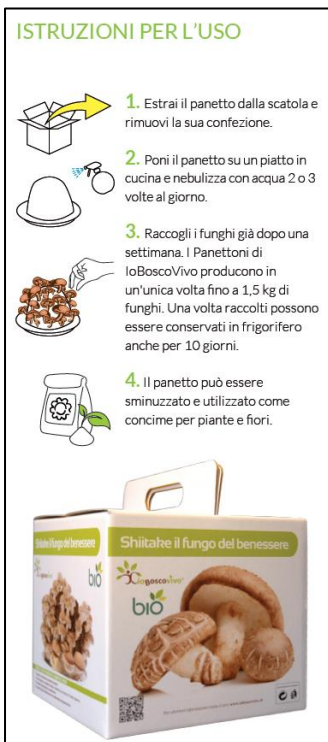 ISTRUZIONI PER L'USO
1. Estrai il panetto dalla scatola e
rimuovi la sua confezione.
2. Poni il panetto su un piatto in
cucina e nebulizza con acqua 2 o 3
volte al giorno.
3. Raccogli i funghi già dopo una
settimana. I Panettoni di
IoBoscoVivo producono in
un'unica volta fino a 1,5 kg di
funghi. Una volta raccolti possono
essere conservati in frigorifero
anche per 10 giorni.
4. Il panetto può essere
sminuzzato e utilizzato come
concime per piante e fiori.
Shiitake il fungo del benessere
IoBoscoVivo
bio
Shiitake il fungo del benessere
IoBoscoVivo
bio